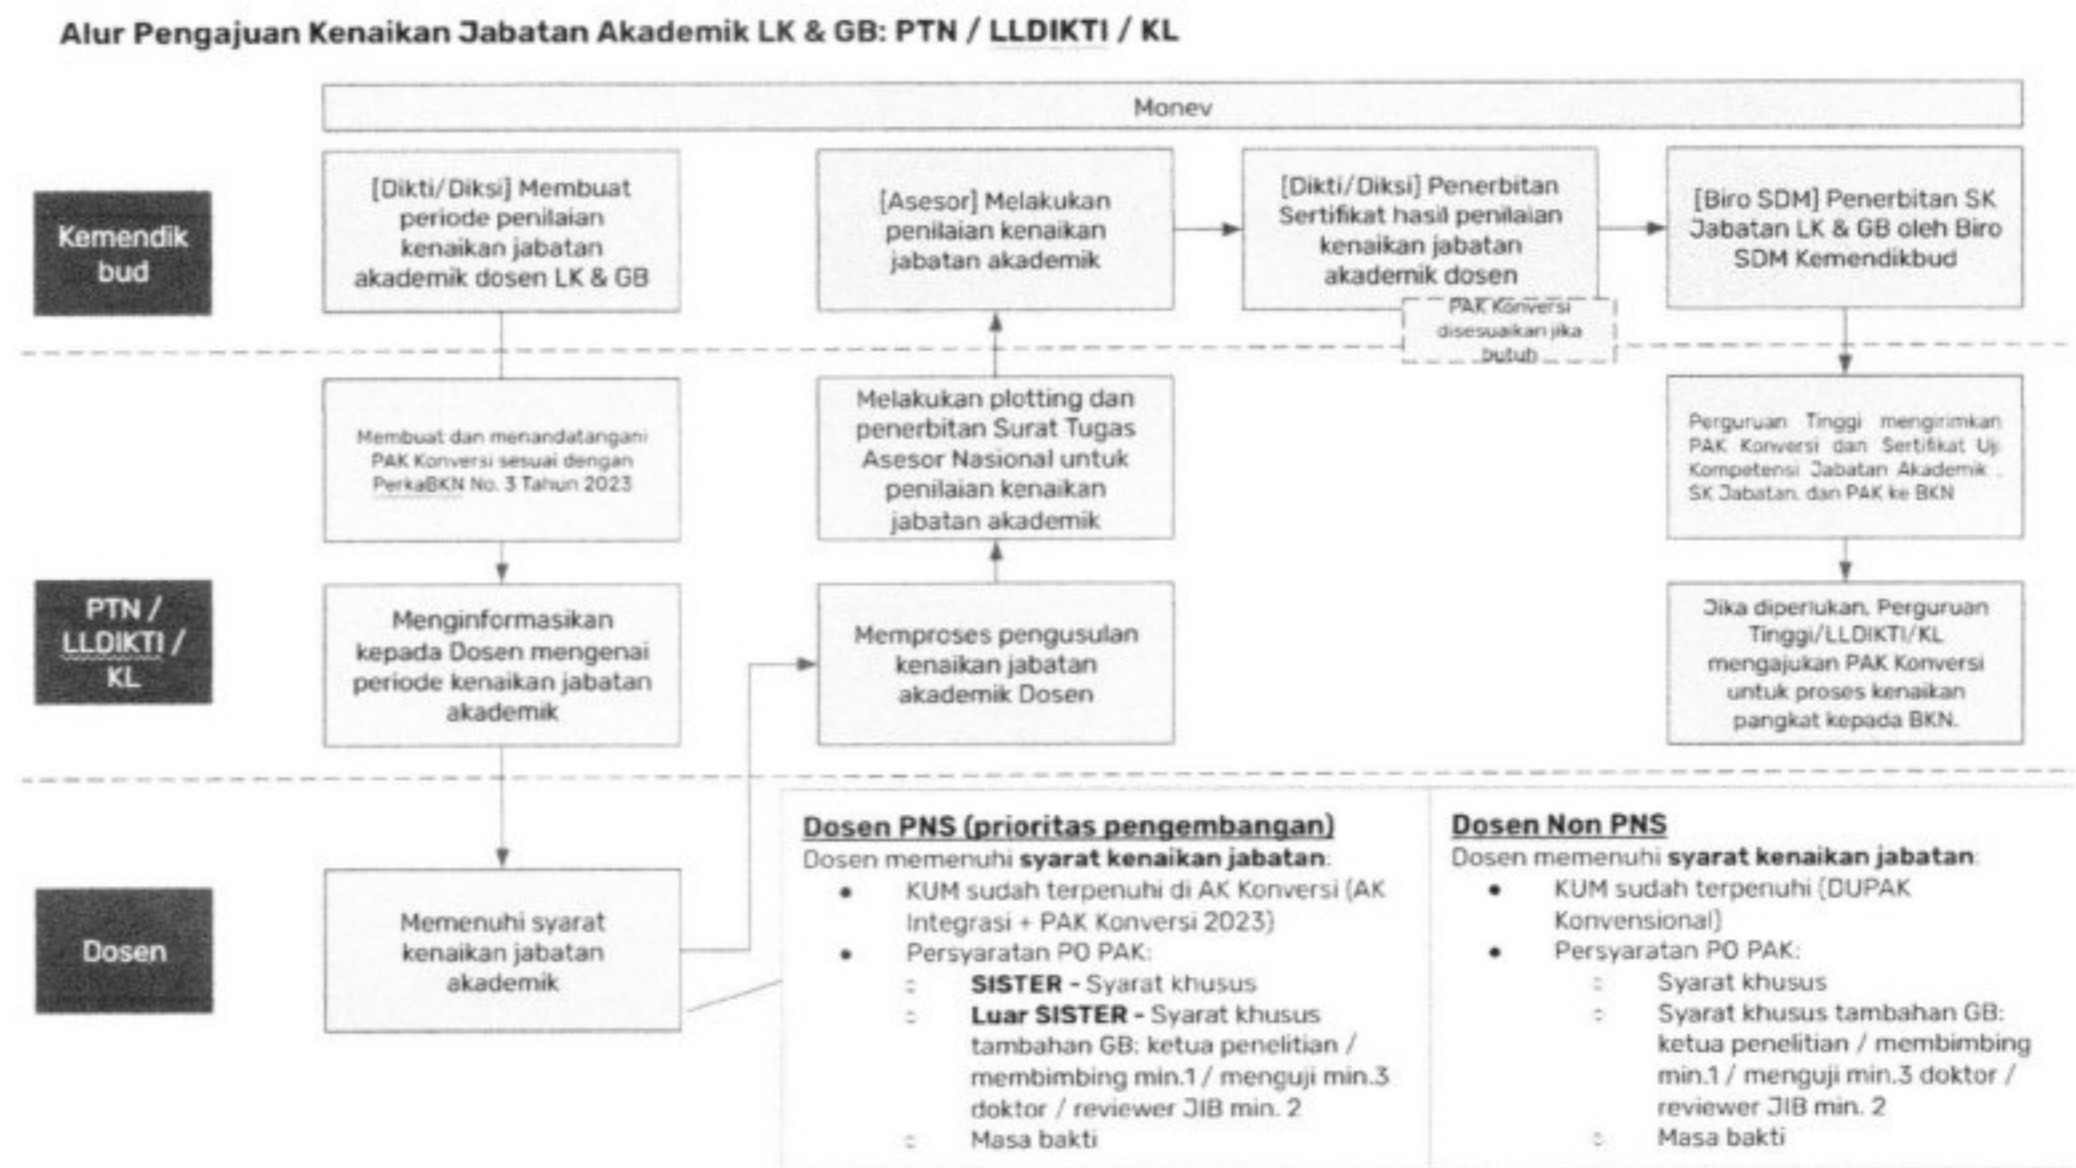 Alur Pengajuan Kenaikan Jabatan Akademik LK & GB: PTN / LLDIKTI / KL
Monev
Kemendik
bud
[Dikti/Diksi] Membuat
periode penilaian
kenaikan jabatan
akademik dosen LK & GB
[Asesor] Melakukan
penilaian kenaikan
jabatan akademik
[Dikti/Diksi] Penerbitan
Sertifikat hasil penilaian
kenaikan jabatan
akademik dosen
PAK Konversi
disesuaikan jika
butuh
[Biro SDM] Penerbitan SK
Jabatan LK & GB oleh Biro
SDM Kemendikbud
PTN /
LLDIKTI /
KL
Membuat dan menandatangani
PAK Konversi sesuai dengan
PerkaBKN No. 3 Tahun 2023
Melakukan plotting dan
penerbitan Surat Tugas
Asesor Nasional untuk
penilaian kenaikan
jabatan akademik
Perguruan Tinggi mengirimkan
PAK Konversi dan Sertifikat Uji
Kompetensi Jabatan Akademik ,
SK Jabatan, dan PAK ke BKN
Menginformasikan
kepada Dosen mengenai
periode kenaikan jabatan
akademik
Memproses pengusulan
kenaikan jabatan
akademik Dosen
Jika diperlukan, Perguruan
Tinggi/LLDIKTI/KL
mengajukan PAK Konversi
untuk proses kenaikan
pangkat kepada BKN.
Dosen
Memenuhi syarat
kenaikan jabatan
akademik
Dosen PNS (prioritas pengembangan)
Dosen memenuhi syarat kenaikan jabatan:
● KUM sudah terpenuhi di AK Konversi (AK
Integrasi + PAK Konversi 2023)
● Persyaratan PO PAK:
○ SISTER - Syarat khusus
○ Luar SISTER - Syarat khusus
tambahan GB: ketua penelitian /
membimbing min.1 / menguji min.3
doktor / reviewer JIB min. 2
○ Masa bakti
Dosen Non PNS
Dosen memenuhi syarat kenaikan jabatan:
● KUM sudah terpenuhi (DUPAK
Konvensional)
● Persyaratan PO PAK:
○ Syarat khusus
○ Syarat khusus tambahan GB:
ketua penelitian / membimbing
min.1 / menguji min.3 doktor /
reviewer JIB min. 2
○ Masa bakti